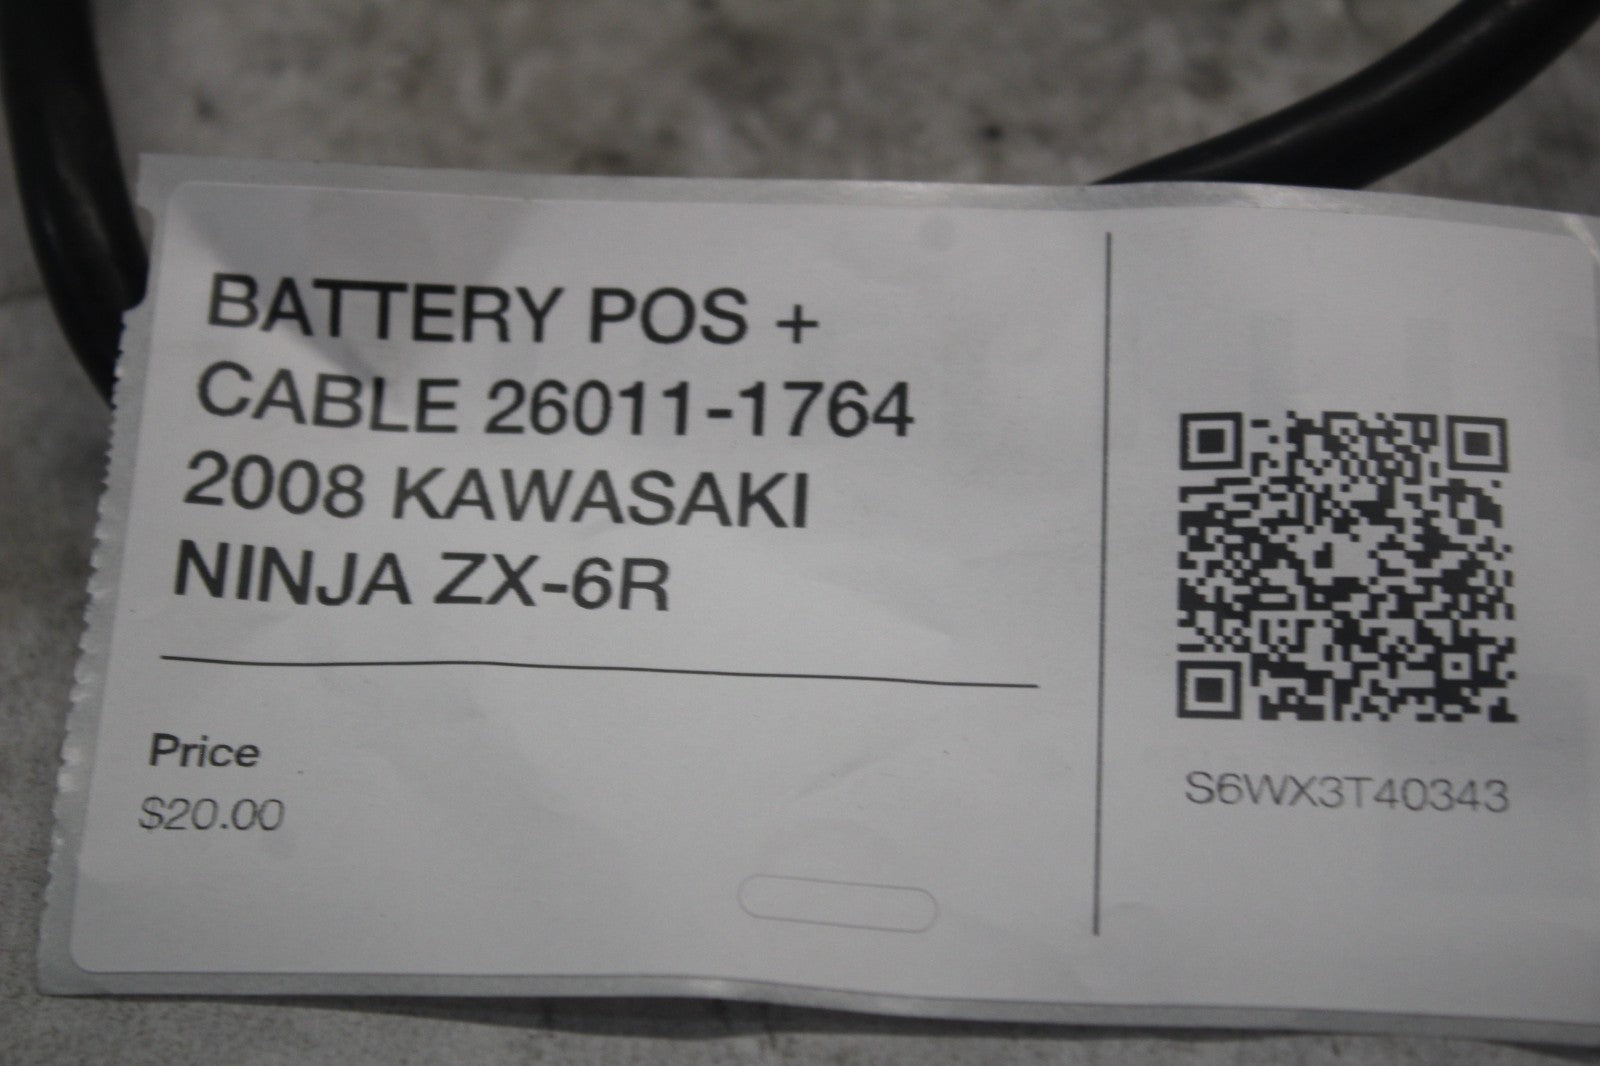 BATTERY POS +
CABLE 26011-1764
2008 KAWASAKI
NINJA ZX-6R
Price
$20.00
S6WX3T40343